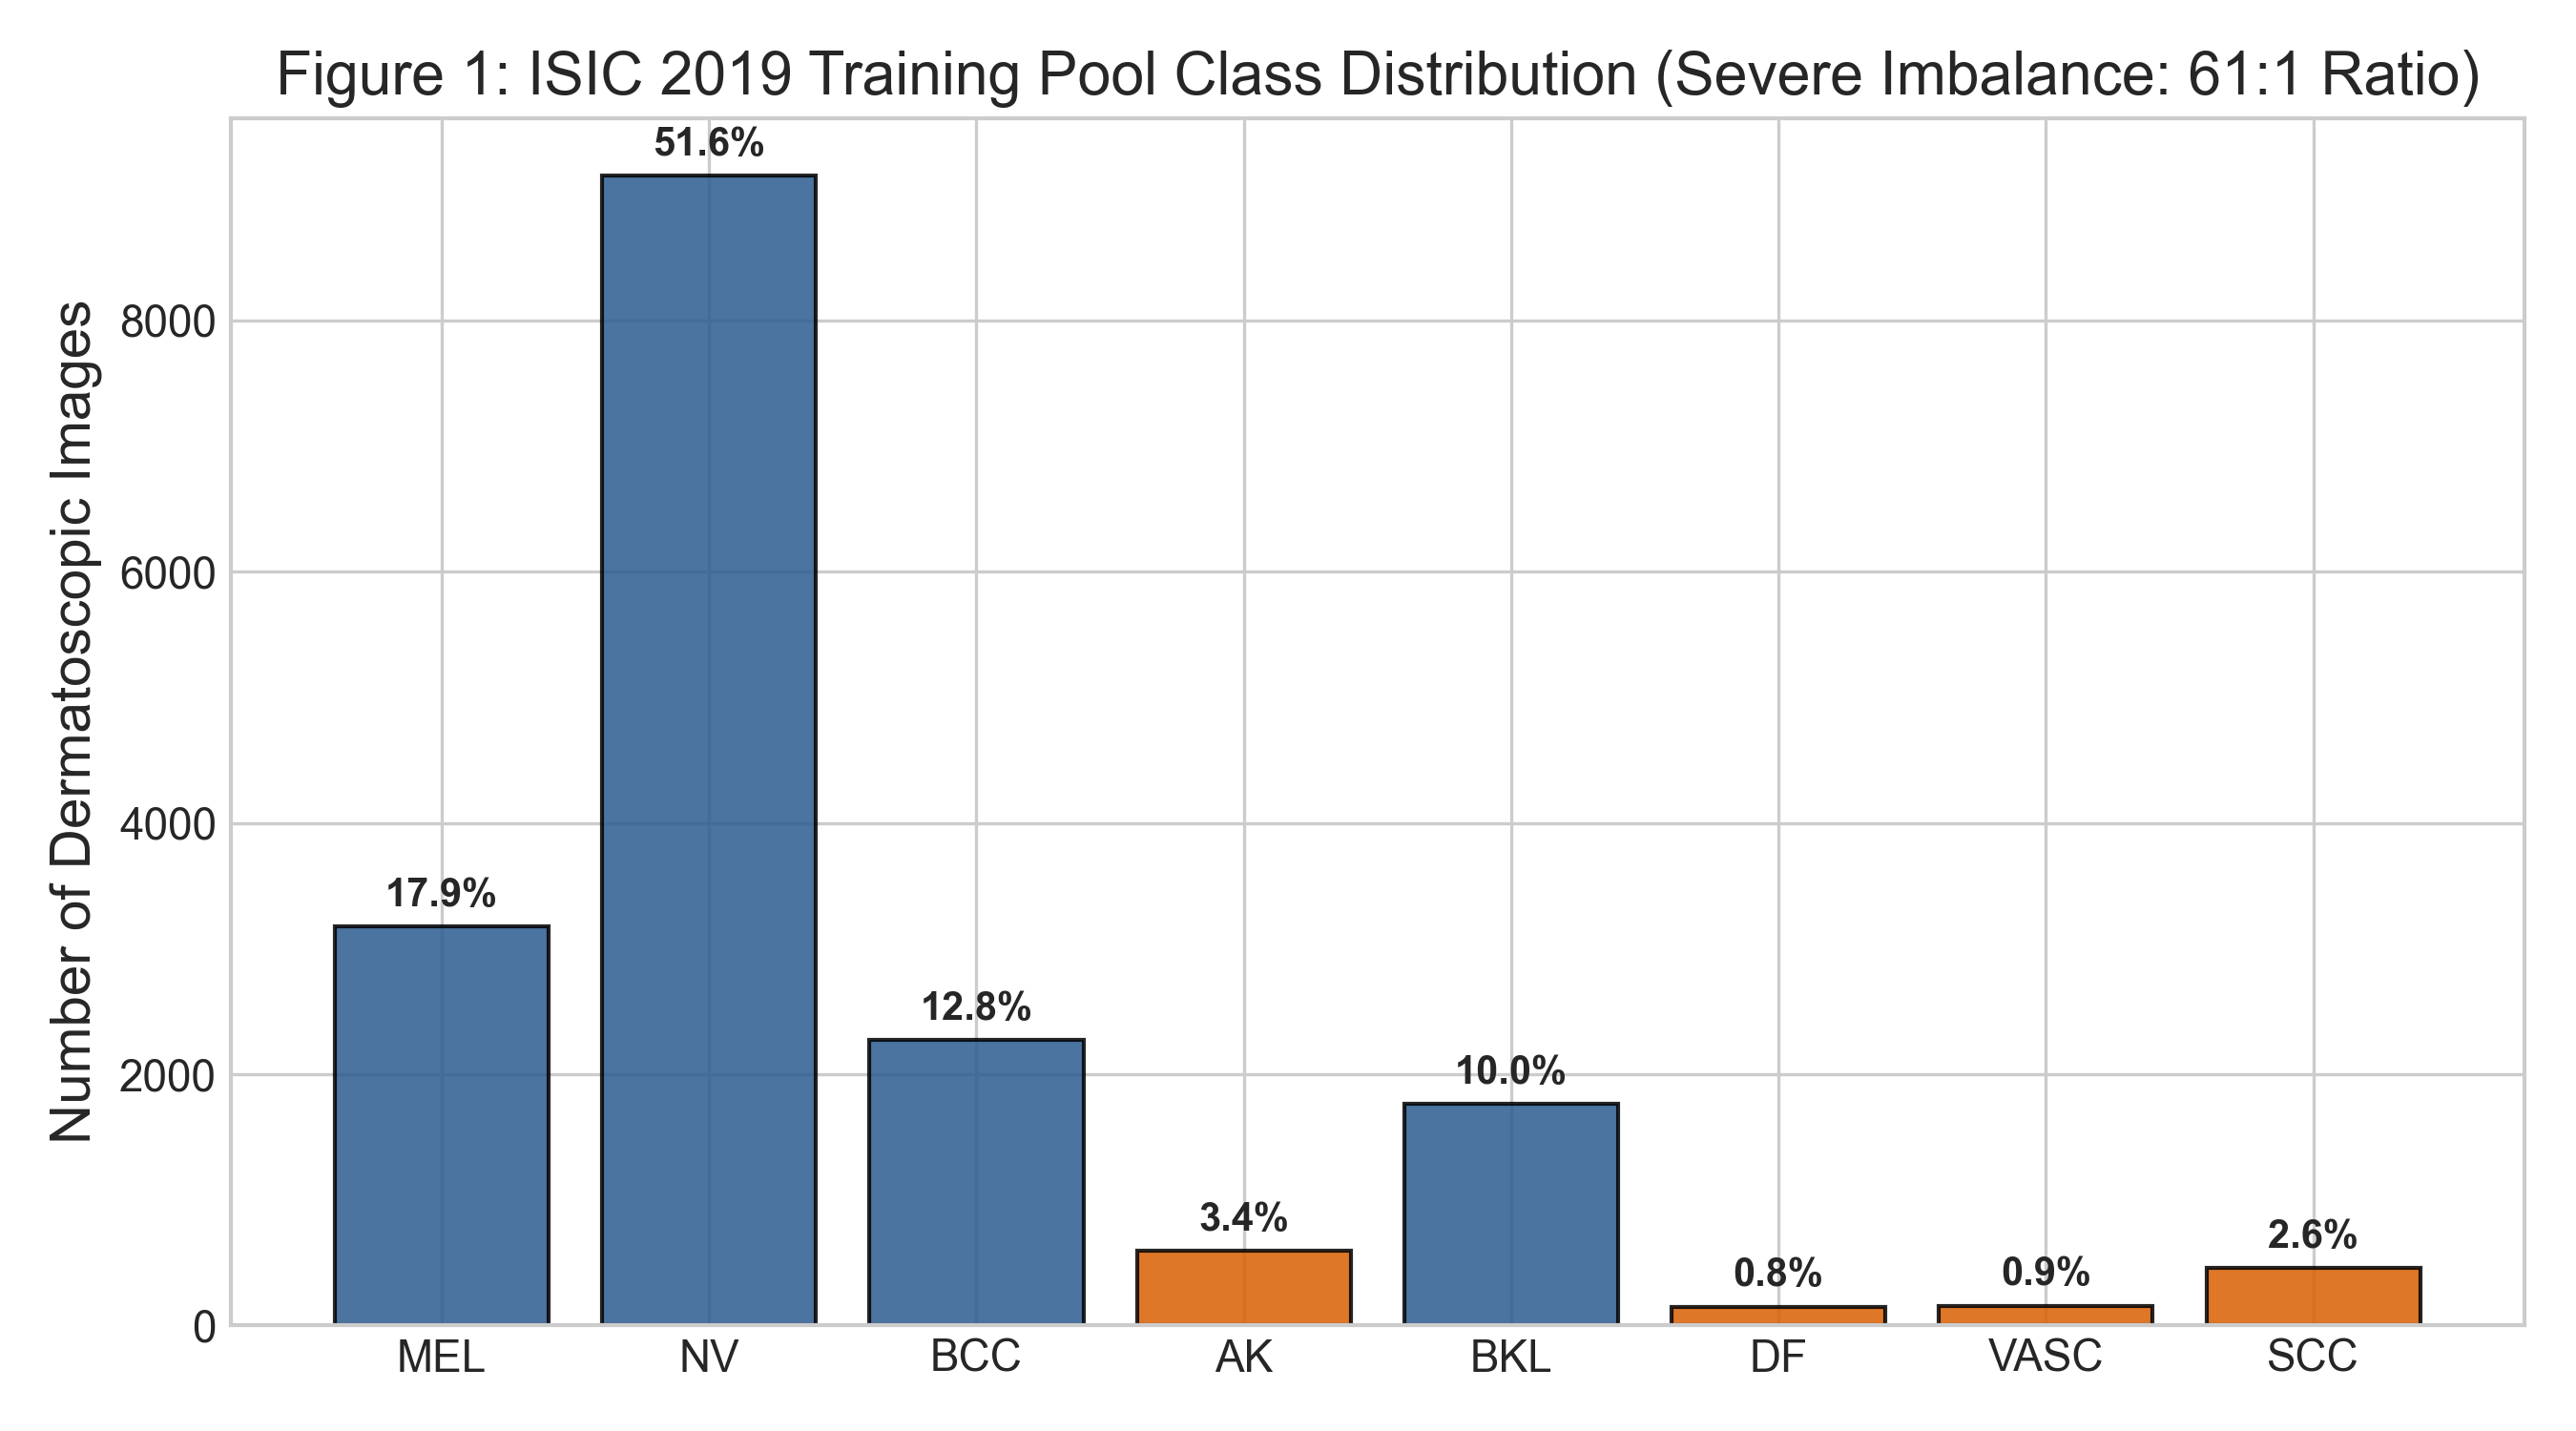 Figure 1: ISIC 2019 Training Pool Class Distribution (Severe Imbalance: 61:1 Ratio)
Number of Dermatoscopic Images
8000
6000
4000
2000
0
17.9%
51.6%
12.8%
3.4%
10.0%
0.8%
0.9%
2.6%
MEL
NV
BCC
AK
BKL
DF
VASC
SCC